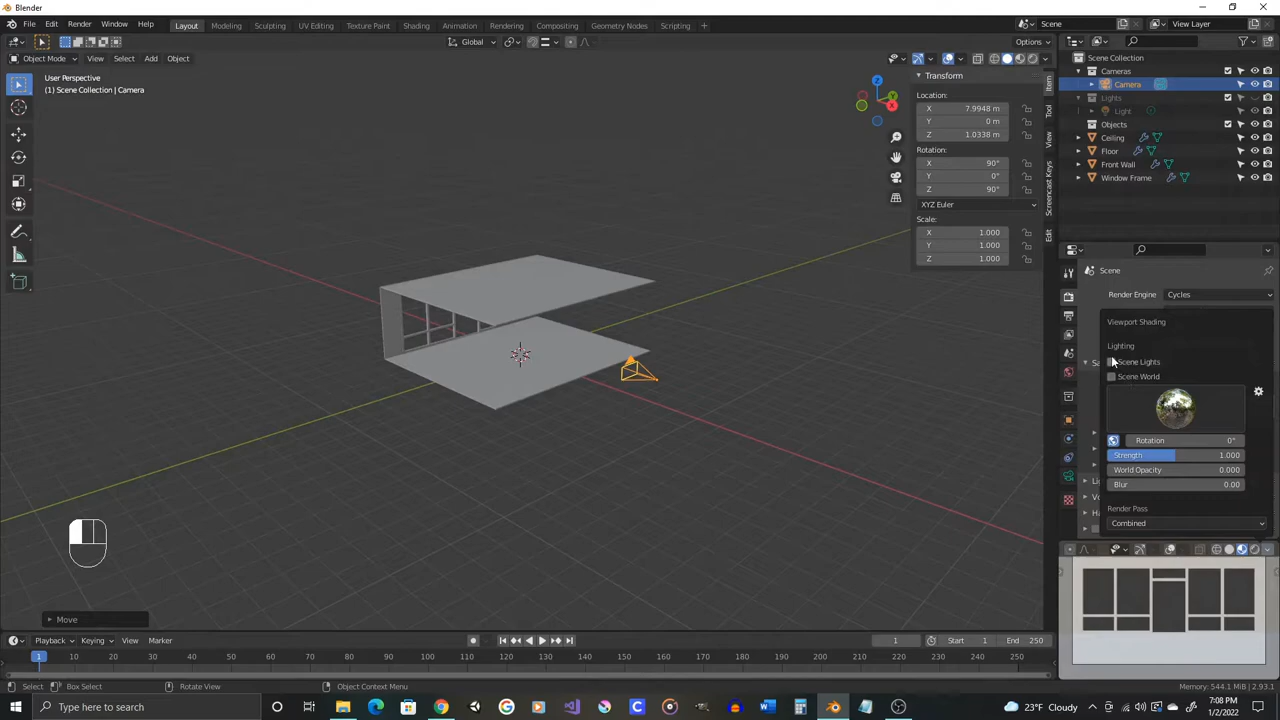 Blender
File Edit Render Window Help Layout Modeling Sculpting UV Editing Texture Paint Shading Animation Rendering Compositing Geometry Nodes Scripting Scene View Layer
Global Options
Object Mode View Select Add Object
User Perspective
(1) Scene Collection | Camera
Transform
Location:
X 7.9948 m
Y 0 m
Z 1.0338 m
Rotation:
X 90°
Y 0°
Z 90°
XYZ Euler
Scale:
X 1.000
Y 1.000
Z 1.000
Item
Tool
View
Screencast Keys
Edit
Z
Y
X
Scene Collection
Cameras
Camera
Lights
Light
Objects
Ceiling
Floor
Front Wall
Window Frame
Scene
Render Engine Cycles
Viewport Shading
Lighting
Scene Lights
Scene World
Rotation 0°
Strength 1.000
World Opacity 0.000
Blur 0.00
Render Pass
Combined
Move
Playback Keying View Marker 1 Start 1 End 250
1 10 20 30 40 50 60 70 80 90 100 110 120 130 140 150 160 170 180 190 200 210 220 230 240 250
Select Box Select Rotate View Object Context Menu Memory: 544.1 MiB | 2.93.1
Type here to search
23°F Cloudy
7:08 PM
1/2/2022